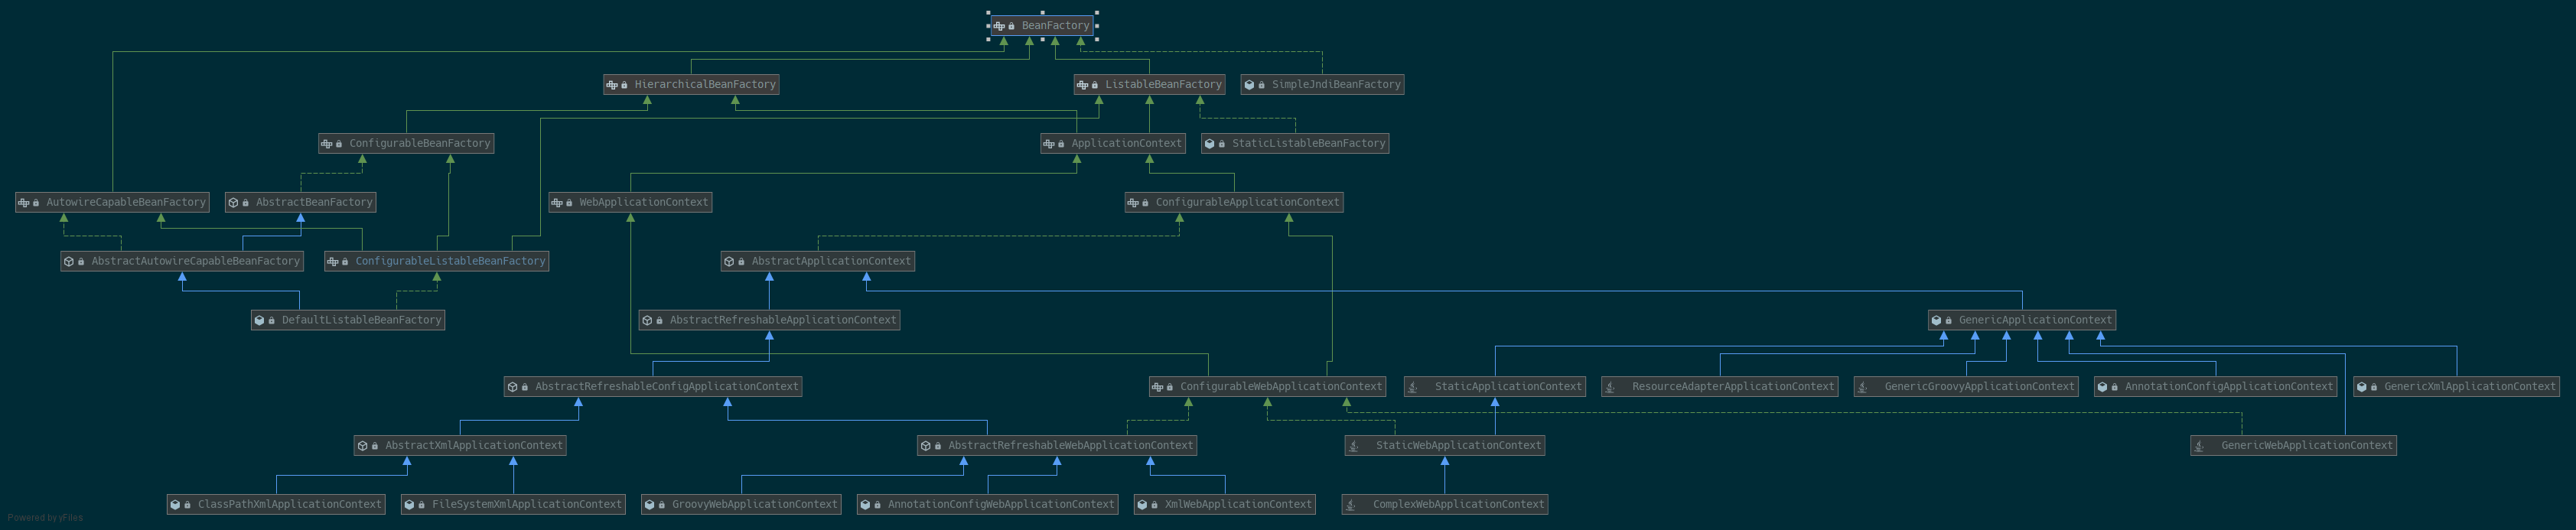 BeanFactory
HierarchicalBeanFactory
ListableBeanFactory
SimpleJndiBeanFactory
ConfigurableBeanFactory
ApplicationContext
StaticListableBeanFactory
AutowireCapableBeanFactory
AbstractBeanFactory
WebApplicationContext
ConfigurableApplicationContext
AbstractAutowireCapableBeanFactory
ConfigurableListableBeanFactory
AbstractApplicationContext
DefaultListableBeanFactory
AbstractRefreshableApplicationContext
GenericApplicationContext
AbstractRefreshableConfigApplicationContext
ConfigurableWebApplicationContext
StaticApplicationContext
ResourceAdapterApplicationContext
GenericGroovyApplicationContext
AnnotationConfigApplicationContext
GenericXmlApplicationContext
AbstractXmlApplicationContext
AbstractRefreshableWebApplicationContext
StaticWebApplicationContext
GenericWebApplicationContext
ClassPathXmlApplicationContext
FileSystemXmlApplicationContext
GroovyWebApplicationContext
AnnotationConfigWebApplicationContext
XmlWebApplicationContext
ComplexWebApplicationContext
Powered by yFiles